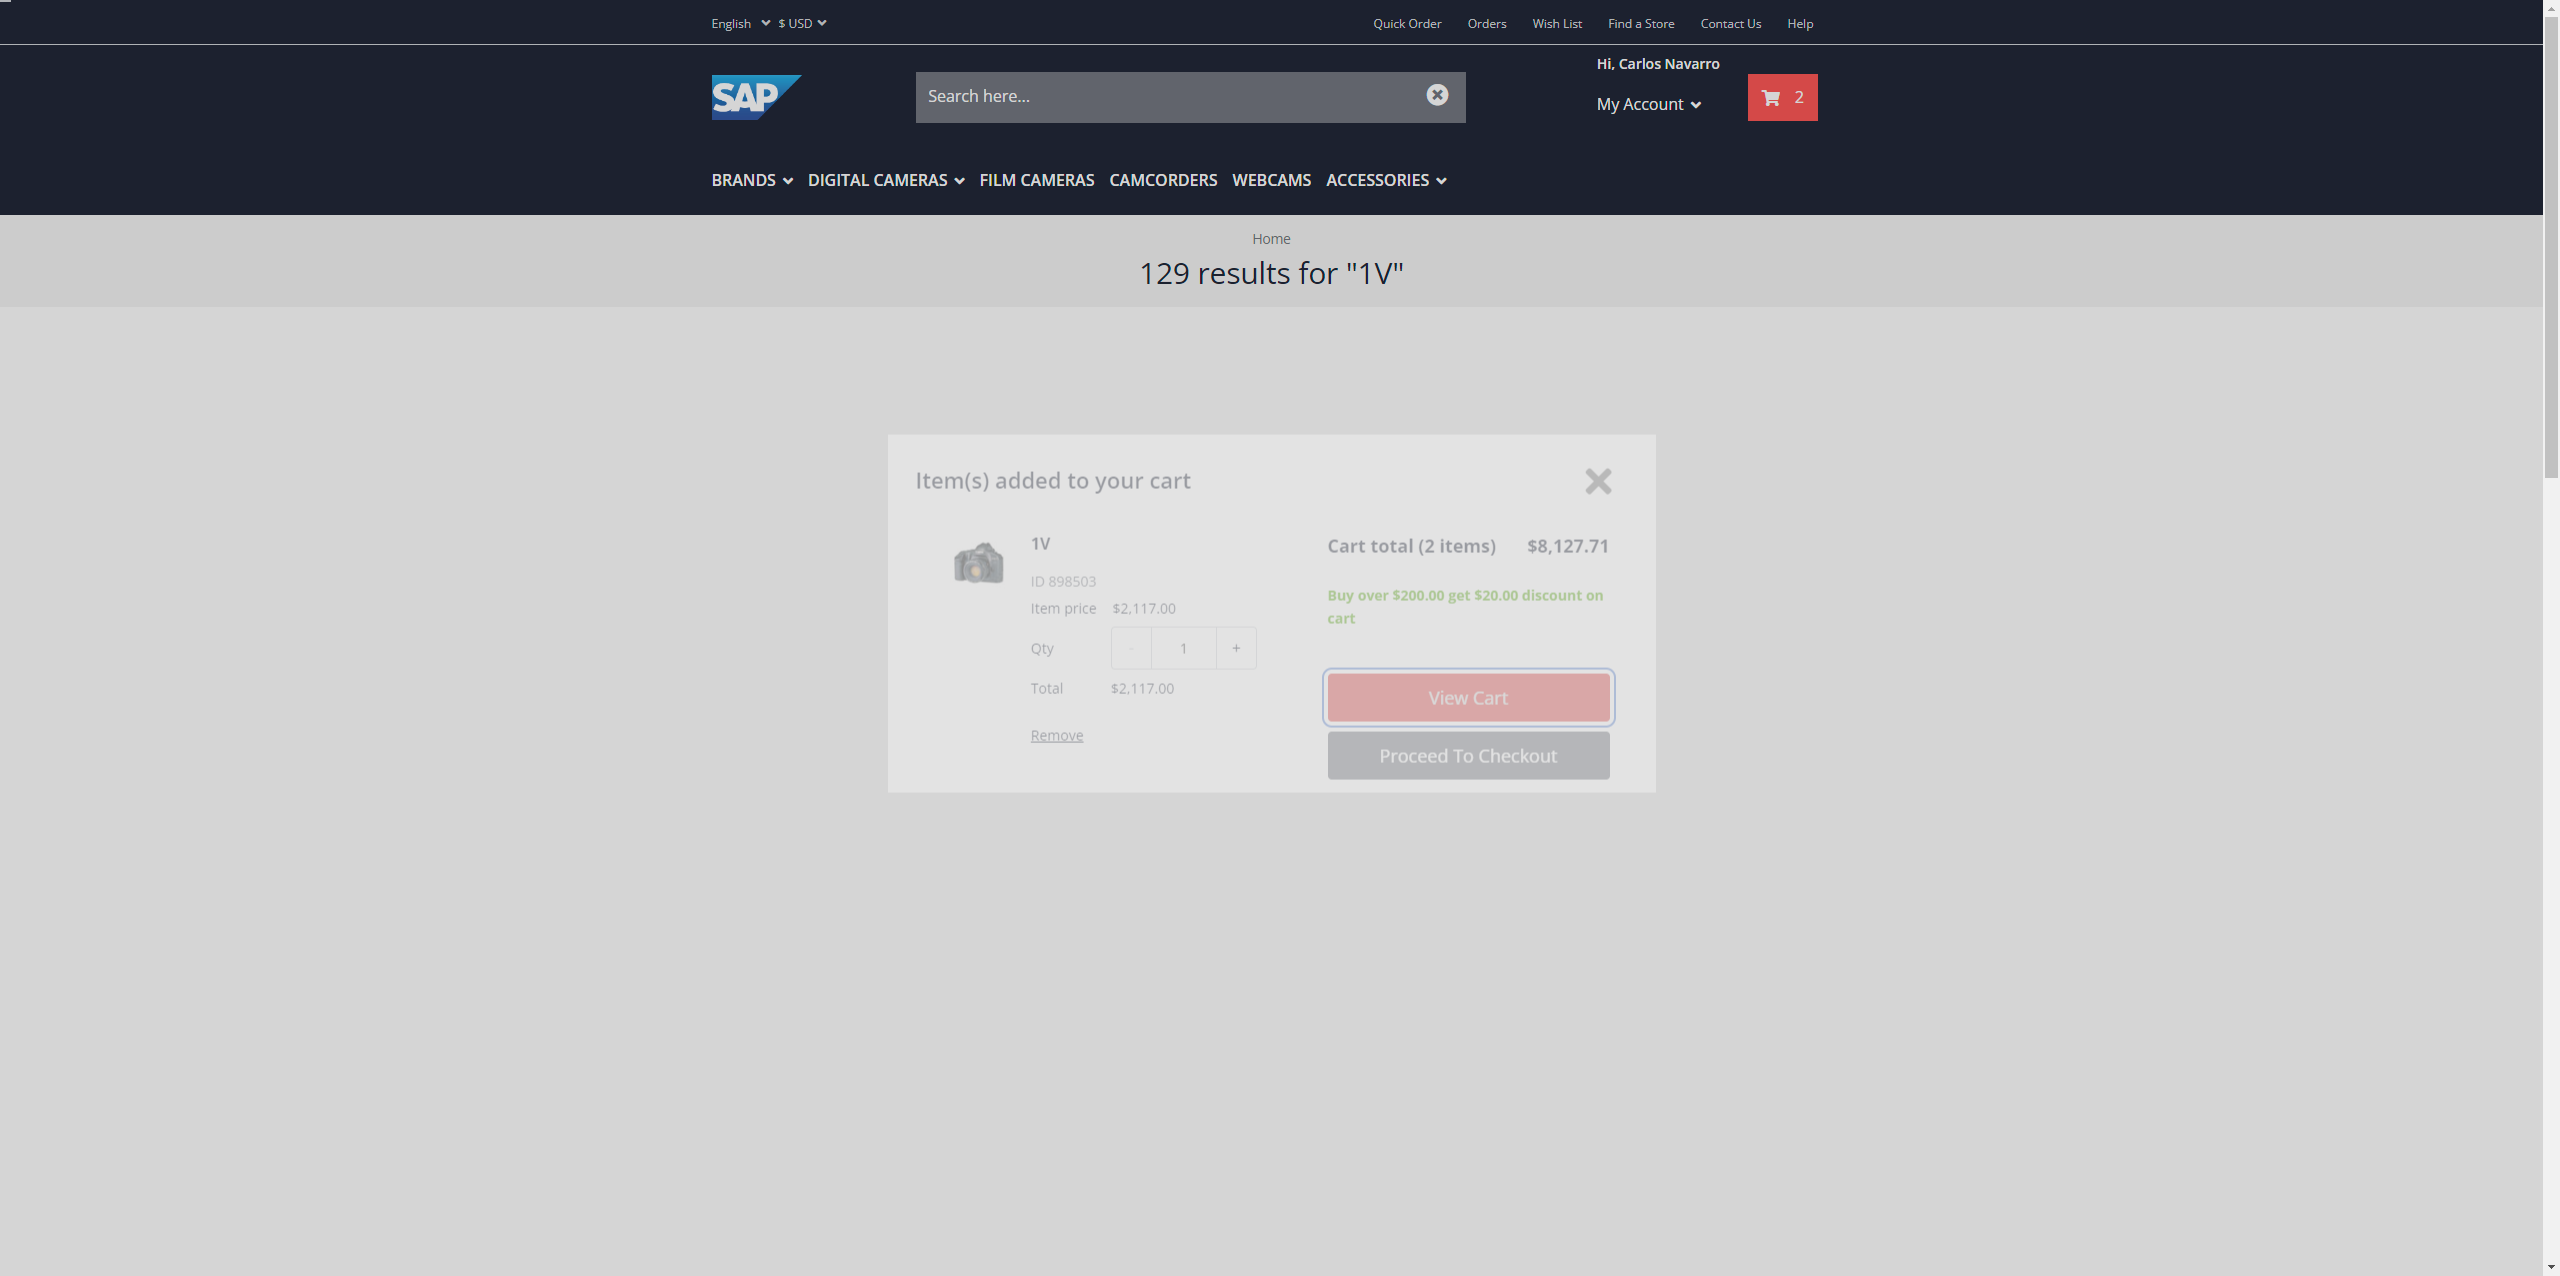 English $ USD Quick Order Orders Wish List Find a Store Contact Us Help
Hi, Carlos Navarro
SAP Search here... My Account 2
BRANDS DIGITAL CAMERAS FILM CAMERAS CAMCORDERS WEBCAMS ACCESSORIES
Home
129 results for "1V"
Item(s) added to your cart
1V
ID 898503
Item price $2,117.00
Qty - 1 +
Total $2,117.00
Remove
Cart total (2 items) $8,127.71
Buy over $200.00 get $20.00 discount on
cart
View Cart
Proceed To Checkout